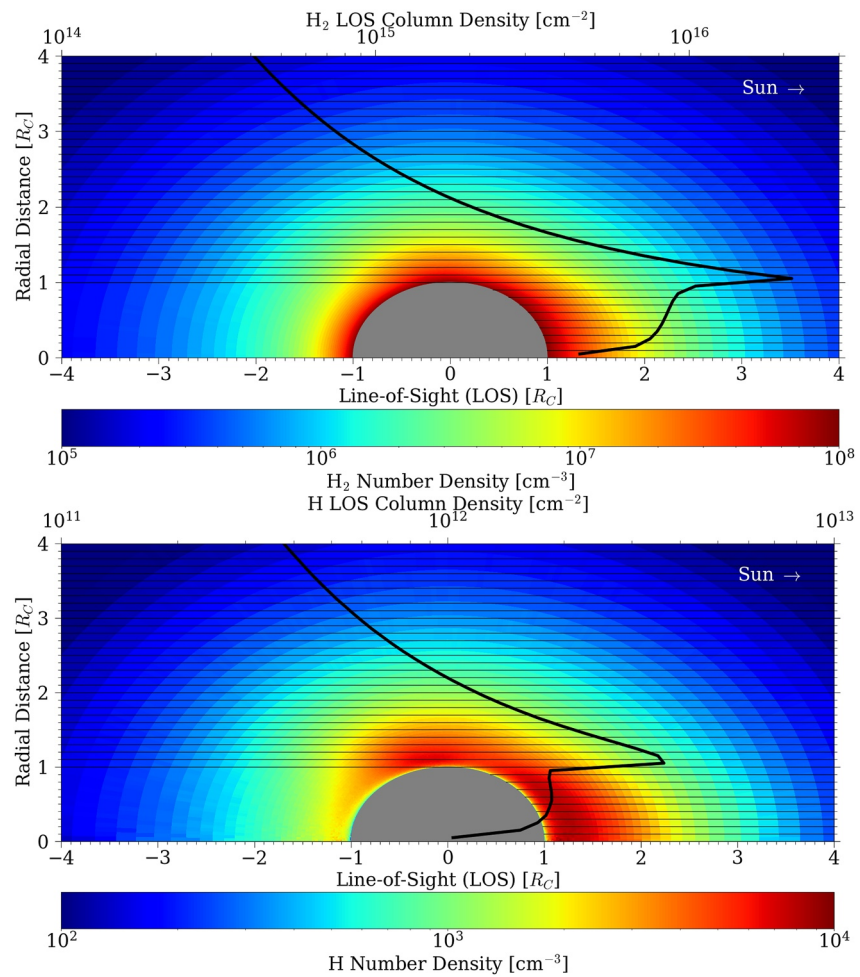 H₂ LOS Column Density [cm⁻²]
10¹⁴ 10¹⁵ 10¹⁶
Sun →
Radial Distance [R_C]
4
3
2
1
0
−4 −3 −2 −1 0 1 2 3 4
Line-of-Sight (LOS) [R_C]
10⁵ 10⁶ 10⁷ 10⁸
H₂ Number Density [cm⁻³]
H LOS Column Density [cm⁻²]
10¹¹ 10¹² 10¹³
Sun →
Radial Distance [R_C]
4
3
2
1
0
−4 −3 −2 −1 0 1 2 3 4
Line-of-Sight (LOS) [R_C]
10² 10³ 10⁴
H Number Density [cm⁻³]